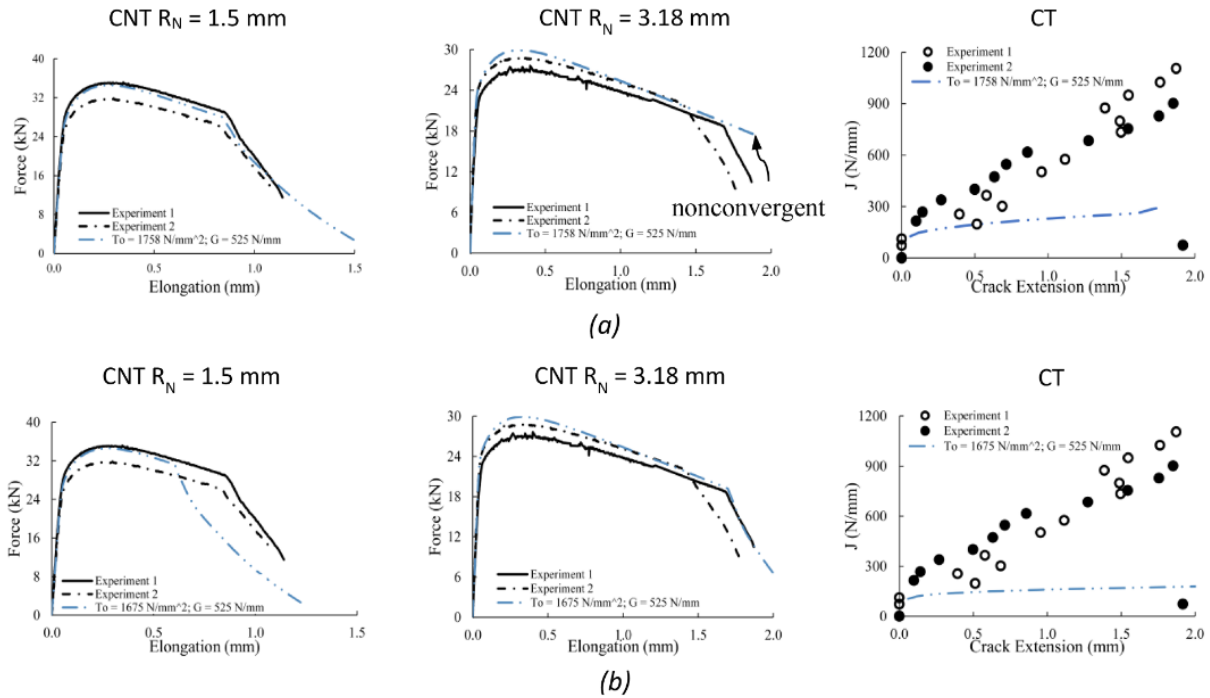 CNT R_N = 1.5 mm
CNT R_N = 3.18 mm
CT
Force (kN)
40
32
24
16
8
0
Experiment 1
Experiment 2
To = 1758 N/mm^2; G = 525 N/mm
0.0
0.5
1.0
1.5
Elongation (mm)
Force (kN)
30
24
18
12
6
0
Experiment 1
Experiment 2
To = 1758 N/mm^2; G = 525 N/mm
nonconvergent
0.0
0.5
1.0
1.5
2.0
Elongation (mm)
J (N/mm)
1200
900
600
300
0
Experiment 1
Experiment 2
To = 1758 N/mm^2; G = 525 N/mm
0.0
0.5
1.0
1.5
2.0
Crack Extension (mm)
(a)
CNT R_N = 1.5 mm
CNT R_N = 3.18 mm
CT
Force (kN)
40
32
24
16
8
0
Experiment 1
Experiment 2
To = 1675 N/mm^2; G = 525 N/mm
0.0
0.5
1.0
1.5
Elongation (mm)
Force (kN)
30
24
18
12
6
0
Experiment 1
Experiment 2
To = 1675 N/mm^2; G = 525 N/mm
0.0
0.5
1.0
1.5
2.0
Elongation (mm)
J (N/mm)
1200
900
600
300
0
Experiment 1
Experiment 2
To = 1675 N/mm^2; G = 525 N/mm
0.0
0.5
1.0
1.5
2.0
Crack Extension (mm)
(b)